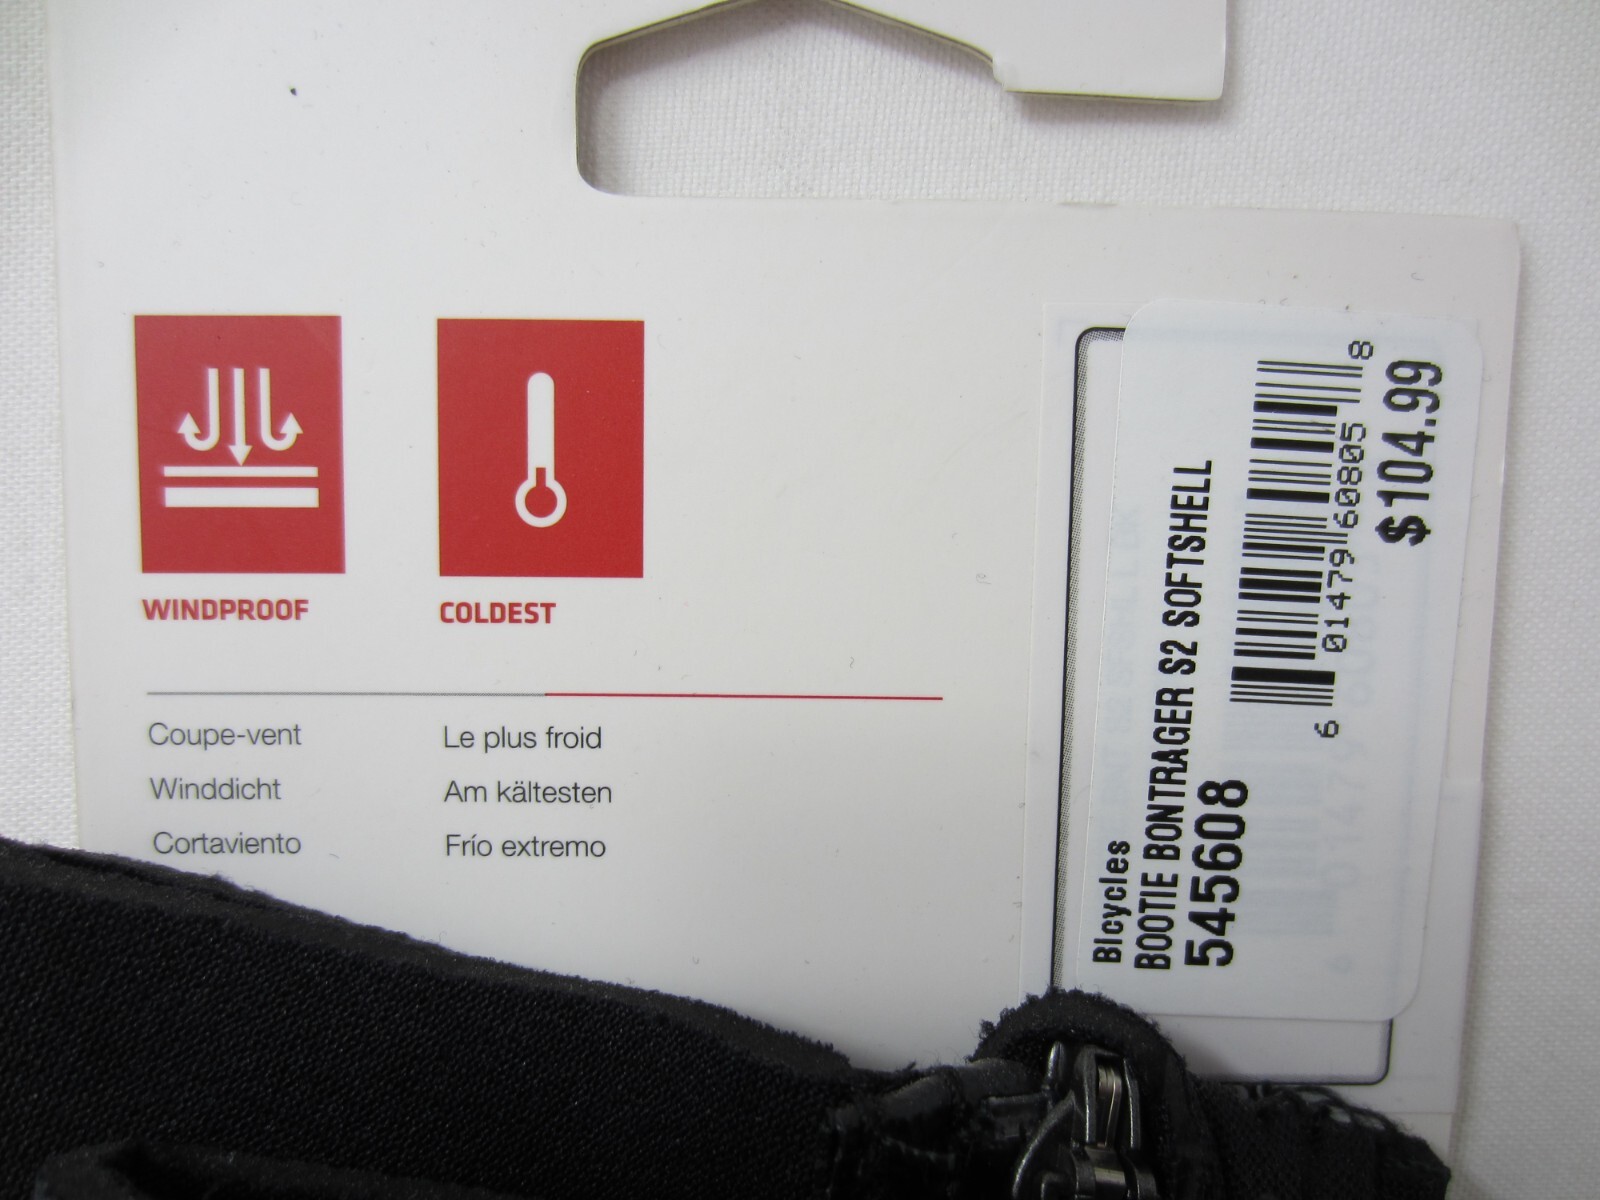 WINDPROOF
COLDEST
Coupe-vent
Le plus froid
Winddicht
Am kältesten
Cortaviento
Frío extremo
BIcycles
BOOTIE BONTRAGER S2 SOFTSHELL
545608
6 01479 60805 8
$104.99